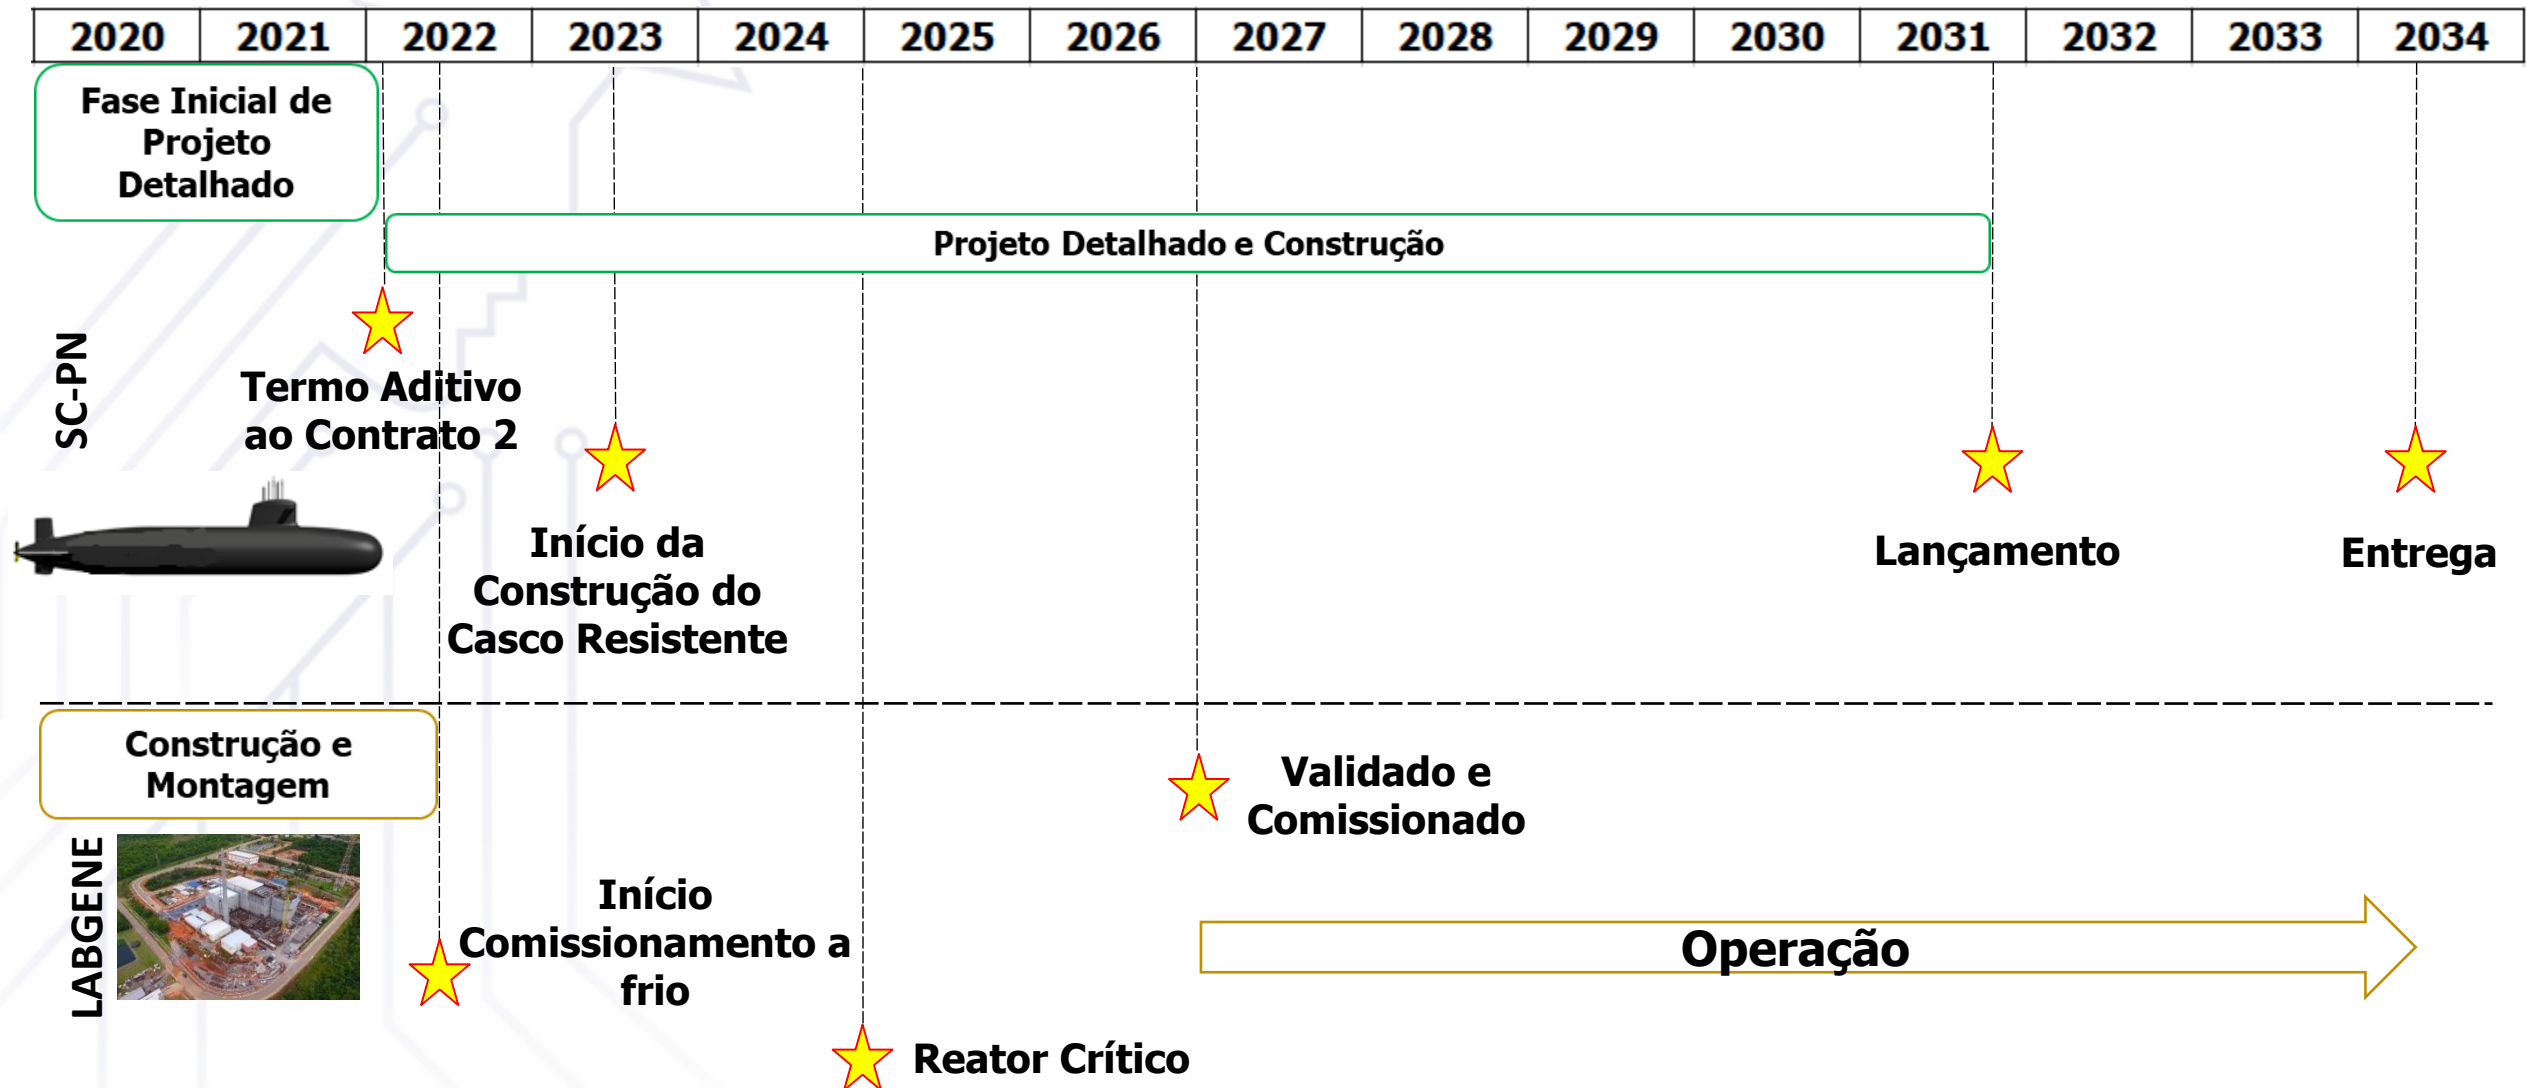 2020 2021 2022 2023 2024 2025 2026 2027 2028 2029 2030 2031 2032 2033 2034
Fase Inicial de
Projeto
Detalhado
Projeto Detalhado e Construção
SC-PN
Termo Aditivo
ao Contrato 2
Início da
Construção do
Casco Resistente
Lançamento
Entrega
Construção e
Montagem
LABGENE
Validado e
Comissionado
Início
Comissionamento a
frio
Operação
Reator Crítico